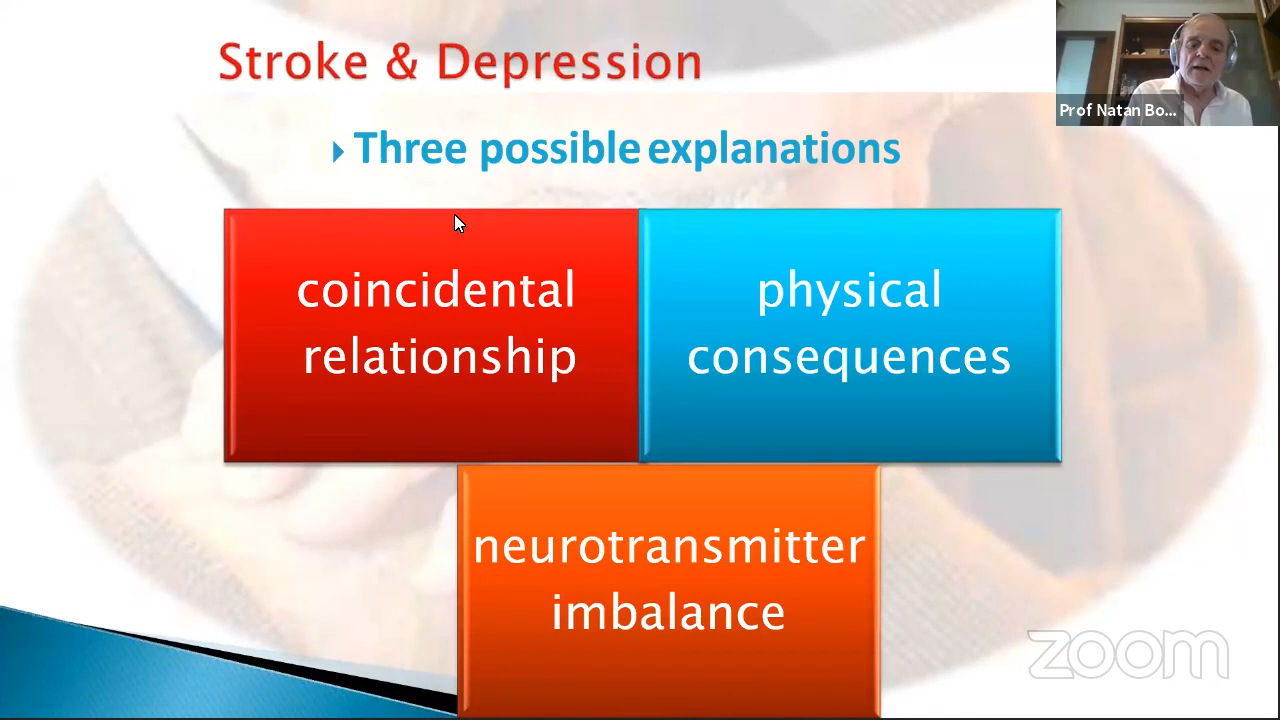 Stroke & Depression
Three possible explanations
coincidental
relationship
physical
consequences
neurotransmitter
imbalance
Prof Natan Bo...
zoom